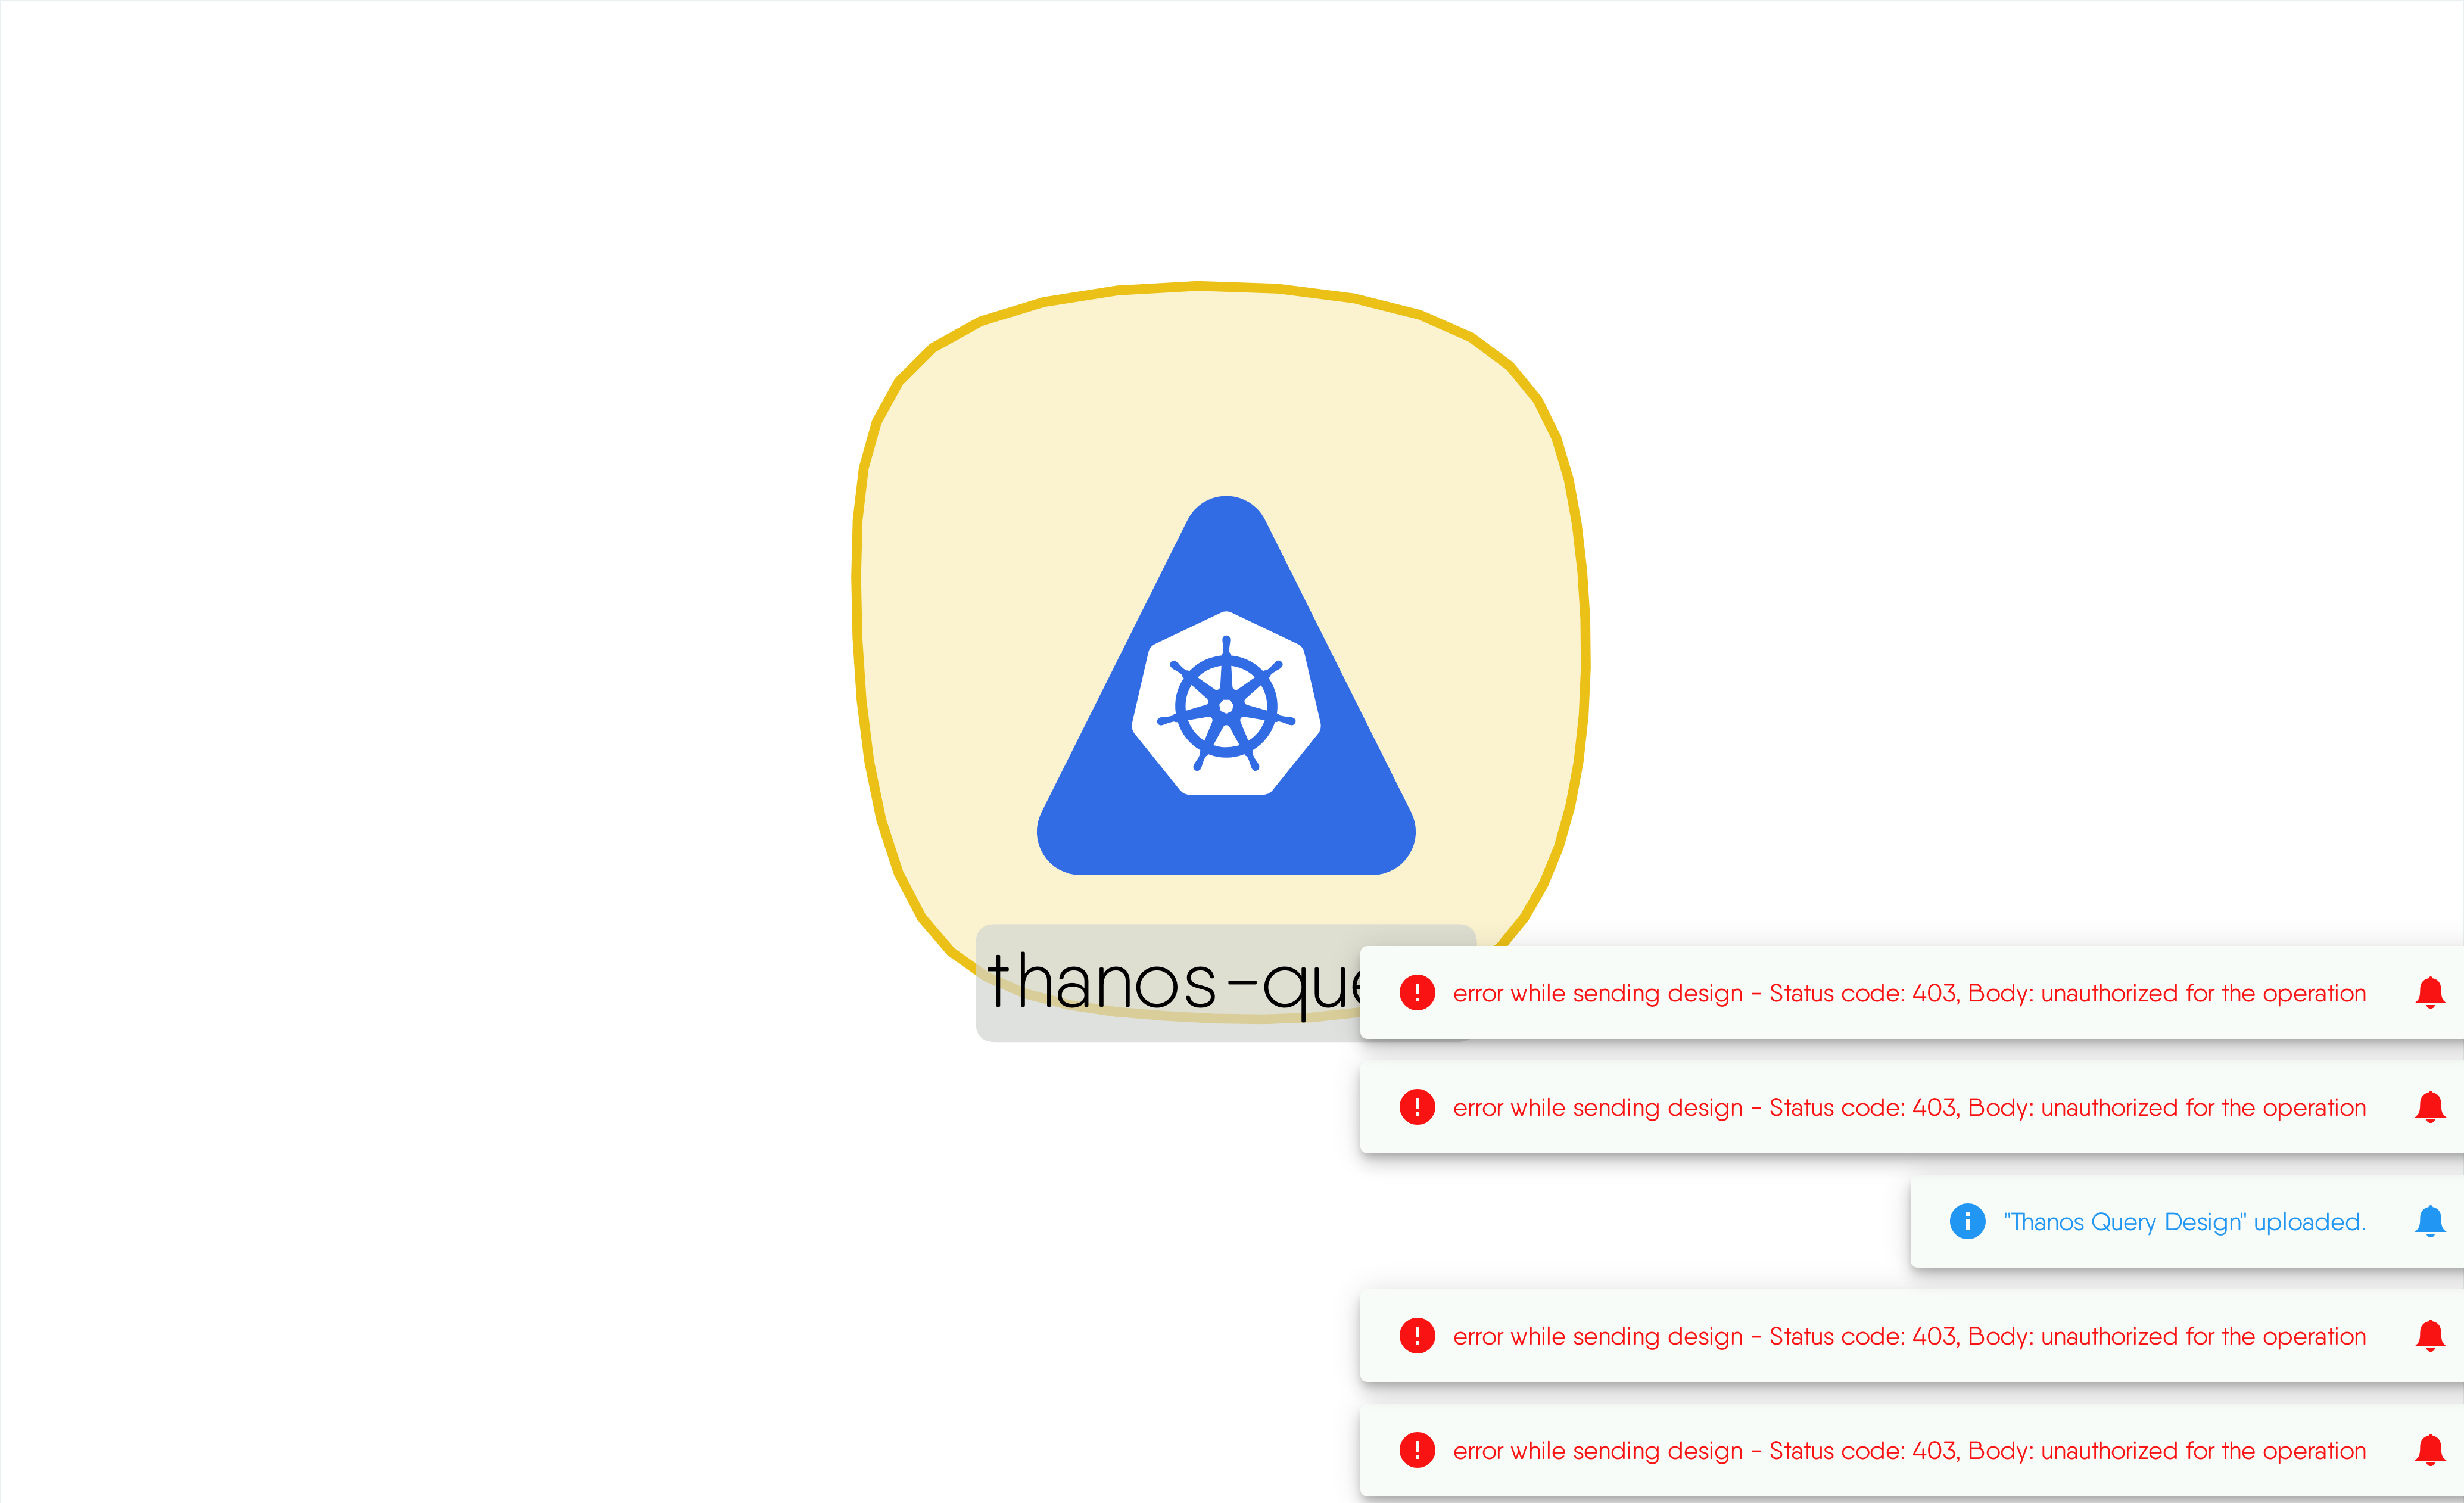 thanos-que
error while sending design - Status code: 403, Body: unauthorized for the operation
error while sending design - Status code: 403, Body: unauthorized for the operation
"Thanos Query Design" uploaded.
error while sending design - Status code: 403, Body: unauthorized for the operation
error while sending design - Status code: 403, Body: unauthorized for the operation